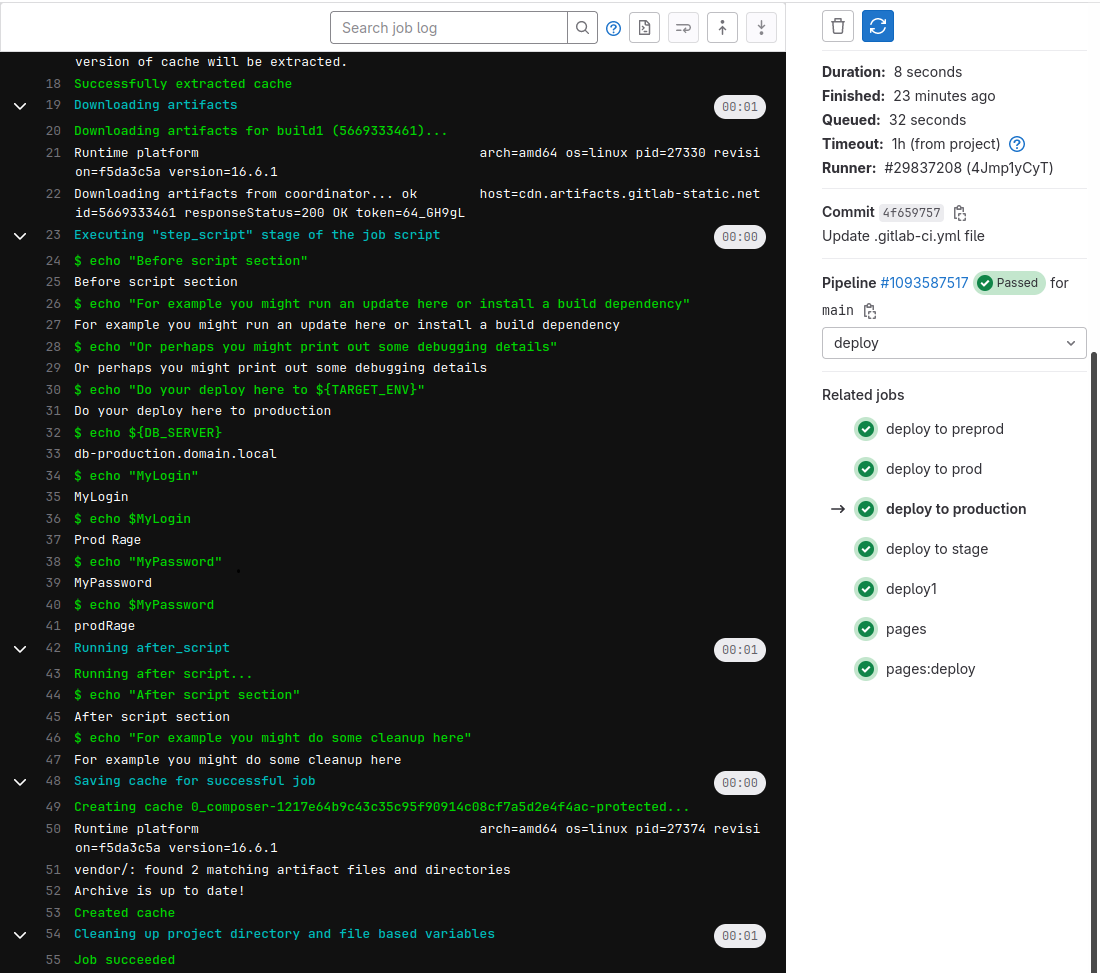 Search job log
version of cache will be extracted.
18 Successfully extracted cache
19 Downloading artifacts 00:01
20 Downloading artifacts for build1 (5669333461)...
21 Runtime platform arch=amd64 os=linux pid=27330 revisi
on=f5da3c5a version=16.6.1
22 Downloading artifacts from coordinator... ok host=cdn.artifacts.gitlab-static.net
id=5669333461 responseStatus=200 OK token=64_GH9gL
23 Executing "step_script" stage of the job script 00:00
24 $ echo "Before script section"
25 Before script section
26 $ echo "For example you might run an update here or install a build dependency"
27 For example you might run an update here or install a build dependency
28 $ echo "Or perhaps you might print out some debugging details"
29 Or perhaps you might print out some debugging details
30 $ echo "Do your deploy here to ${TARGET_ENV}"
31 Do your deploy here to production
32 $ echo ${DB_SERVER}
33 db-production.domain.local
34 $ echo "MyLogin"
35 MyLogin
36 $ echo $MyLogin
37 Prod Rage
38 $ echo "MyPassword"
39 MyPassword
40 $ echo $MyPassword
41 prodRage
42 Running after_script 00:01
43 Running after script...
44 $ echo "After script section"
45 After script section
46 $ echo "For example you might do some cleanup here"
47 For example you might do some cleanup here
48 Saving cache for successful job 00:00
49 Creating cache 0_composer-1217e64b9c43c35c95f90914c08cf7a5d2e4f4ac-protected...
50 Runtime platform arch=amd64 os=linux pid=27374 revisi
on=f5da3c5a version=16.6.1
51 vendor/: found 2 matching artifact files and directories
52 Archive is up to date!
53 Created cache
54 Cleaning up project directory and file based variables 00:01
55 Job succeeded
Duration: 8 seconds
Finished: 23 minutes ago
Queued: 32 seconds
Timeout: 1h (from project)
Runner: #29837208 (4Jmp1yCyT)
Commit 4f659757
Update .gitlab-ci.yml file
Pipeline #1093587517 Passed for
main
deploy
Related jobs
deploy to preprod
deploy to prod
→ deploy to production
deploy to stage
deploy1
pages
pages:deploy